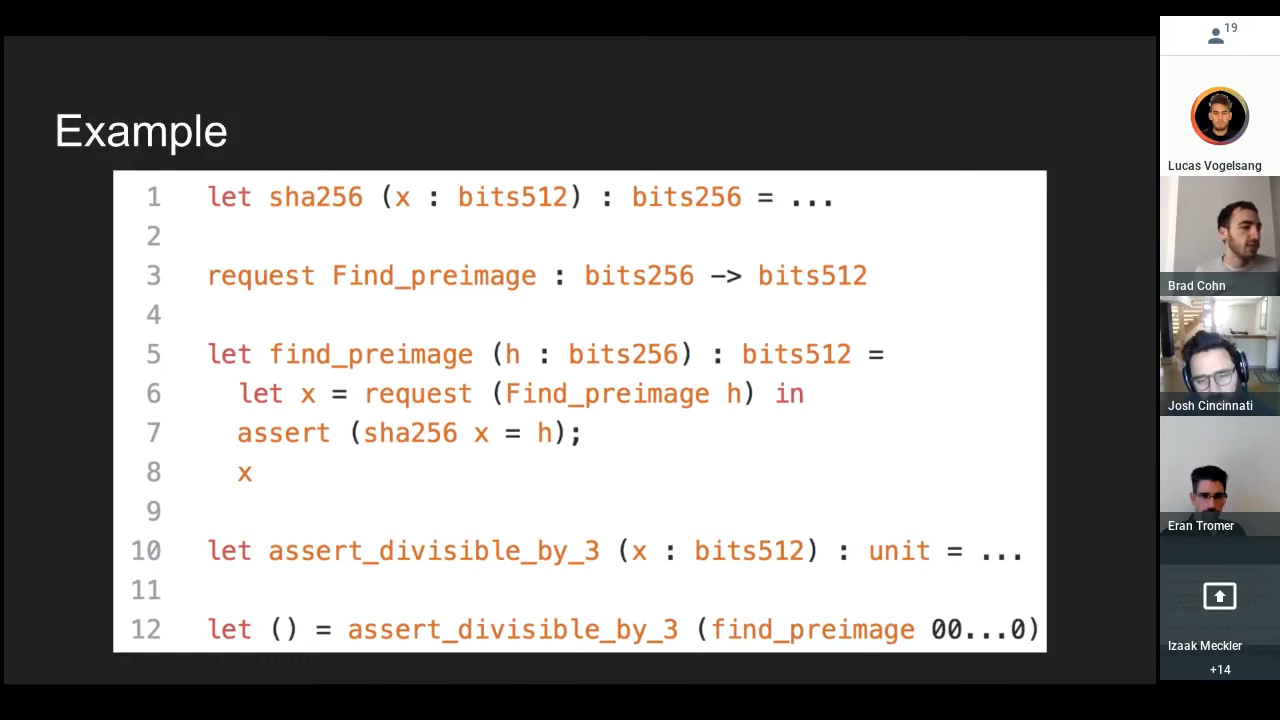 Example
1 let sha256 (x : bits512) : bits256 = ...
2
3 request Find_preimage : bits256 -> bits512
4
5 let find_preimage (h : bits256) : bits512 =
6 let x = request (Find_preimage h) in
7 assert (sha256 x = h);
8 x
9
10 let assert_divisible_by_3 (x : bits512) : unit = ...
11
12 let () = assert_divisible_by_3 (find_preimage 00...0)
19
Lucas Vogelsang
Brad Cohn
Josh Cincinnati
Eran Tromer
Izaak Meckler
+14